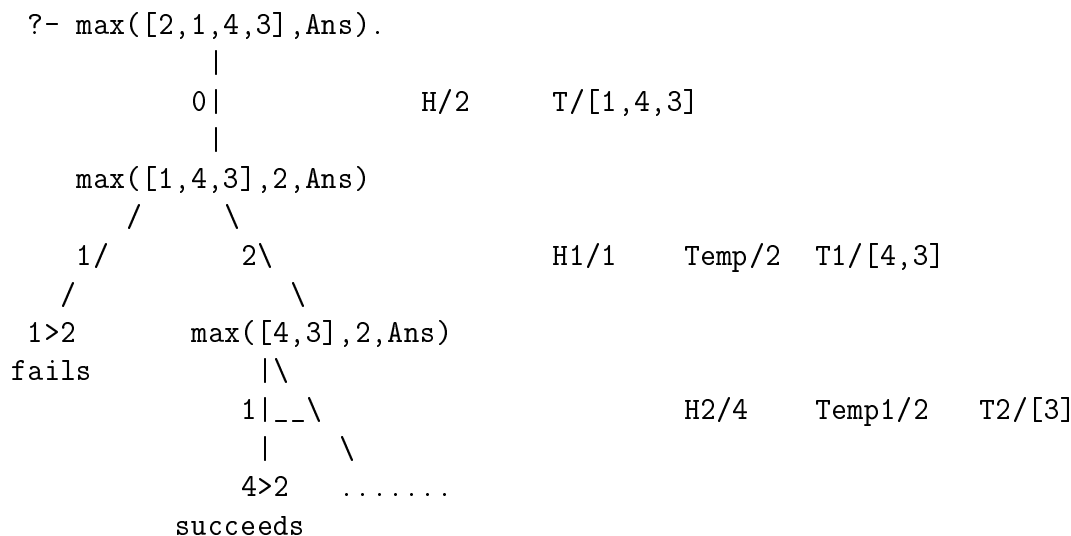 ?- max([2,1,4,3],Ans).
|
0| H/2 T/[1,4,3]
|
max([1,4,3],2,Ans)
/ \
1/ 2\ H1/1 Temp/2 T1/[4,3]
/ \
1>2 max([4,3],2,Ans)
fails |\
1|__\ H2/4 Temp1/2 T2/[3]
| \
4>2 .......
succeeds